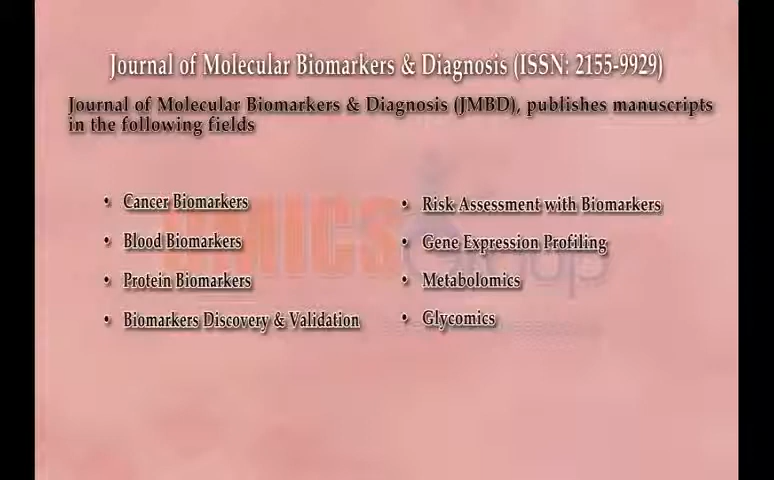 Journal of Molecular Biomarkers & Diagnosis (ISSN: 2155-9929)
Journal of Molecular Biomarkers & Diagnosis (JMBD), publishes manuscripts
in the following fields
• Cancer Biomarkers
• Blood Biomarkers
• Protein Biomarkers
• Biomarkers Discovery & Validation
• Risk Assessment with Biomarkers
• Gene Expression Profiling
• Metabolomics
• Glycomics
OMICS Group